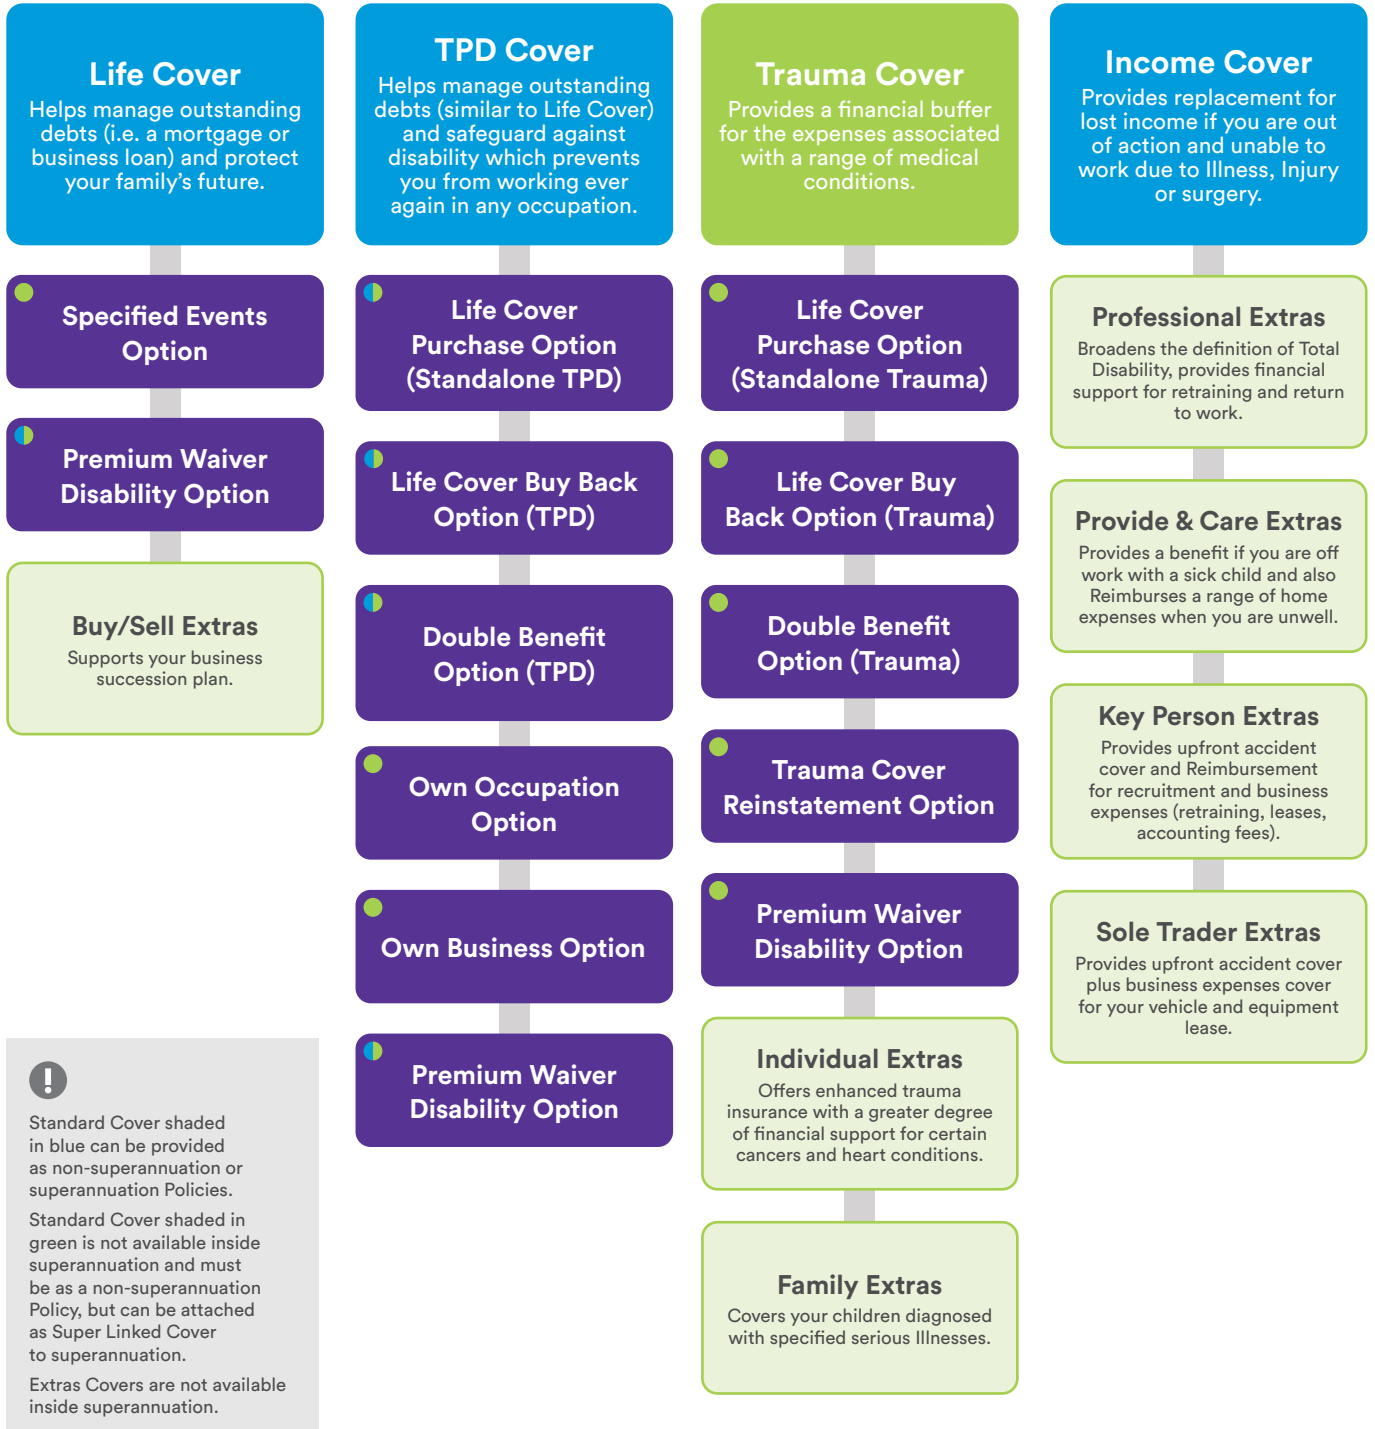 Life Cover
Helps manage outstanding
debts (i.e. a mortgage or
business loan) and protect
your family's future.
Specified Events
Option
Premium Waiver
Disability Option
Buy/Sell Extras
Supports your business
succession plan.
TPD Cover
Helps manage outstanding
debts (similar to Life Cover)
and safeguard against
disability which prevents
you from working ever
again in any occupation.
Life Cover
Purchase Option
(Standalone TPD)
Life Cover Buy Back
Option (TPD)
Double Benefit
Option (TPD)
Own Occupation
Option
Own Business Option
Premium Waiver
Disability Option
Trauma Cover
Provides a financial buffer
for the expenses associated
with a range of medical
conditions.
Life Cover
Purchase Option
(Standalone Trauma)
Life Cover Buy
Back Option (Trauma)
Double Benefit
Option (Trauma)
Trauma Cover
Reinstatement Option
Premium Waiver
Disability Option
Individual Extras
Offers enhanced trauma
insurance with a greater degree
of financial support for certain
cancers and heart conditions.
Family Extras
Covers your children diagnosed
with specified serious Illnesses.
Income Cover
Provides replacement for
lost income if you are out
of action and unable to
work due to Illness, Injury
or surgery.
Professional Extras
Broadens the definition of Total
Disability, provides financial
support for retraining and return
to work.
Provide & Care Extras
Provides a benefit if you are off
work with a sick child and also
Reimburses a range of home
expenses when you are unwell.
Key Person Extras
Provides upfront accident
cover and Reimbursement
for recruitment and business
expenses (retraining, leases,
accounting fees).
Sole Trader Extras
Provides upfront accident cover
plus business expenses cover
for your vehicle and equipment
lease.
Standard Cover shaded
in blue can be provided
as non-superannuation or
superannuation Policies.
Standard Cover shaded in
green is not available inside
superannuation and must
be as a non-superannuation
Policy, but can be attached
as Super Linked Cover
to superannuation.
Extras Covers are not available
inside superannuation.